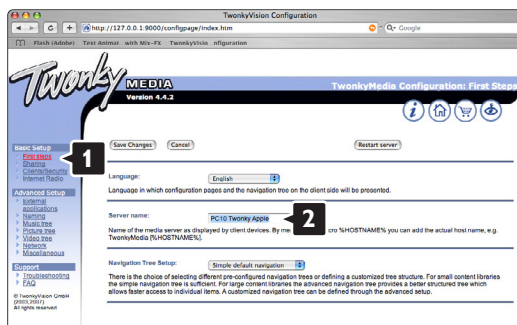 TwonkyVision Configuration
http://127.0.0.1:9000/configpage/index.htm
Q- Google
Flash (Adobe) Text Animat with Mix-FX TwonkyVisio nfiguration
Twonky
MEDIA
Version 4.4.2
TwonkyMedia Configuration: First Steps
Save Changes Cancel Restart server
Basic Setup
First steps
Sharing
Clients/Security
Internet Radio
1
Advanced Setup
External
applications
Naming
Music tree
Picture tree
Video tree
Network
Miscellaneous
Support
Troubleshooting
FAQ
© TwonkyVision GmbH
(2003,2007)
All rights reserved
Language: English
Language in which configuration pages and the navigation tree on the client side will be presented.
Server name: PC10 Twonky Apple
2
Name of the media server as displayed by client devices. By me cro %HOSTNAME% you can add the actual host name, e.g.
TwonkyMedia [%HOSTNAME%].
Navigation Tree Setup: Simple default navigation
There is the choice of selecting different pre-configured navigation trees or defining a customized tree structure. For small content libraries
the simple navigation tree is sufficient. For large content libraries the advanced navigation tree provides a better structured tree which
allows faster access to individual items. A customized navigation tree can be defined through the advanced setup.